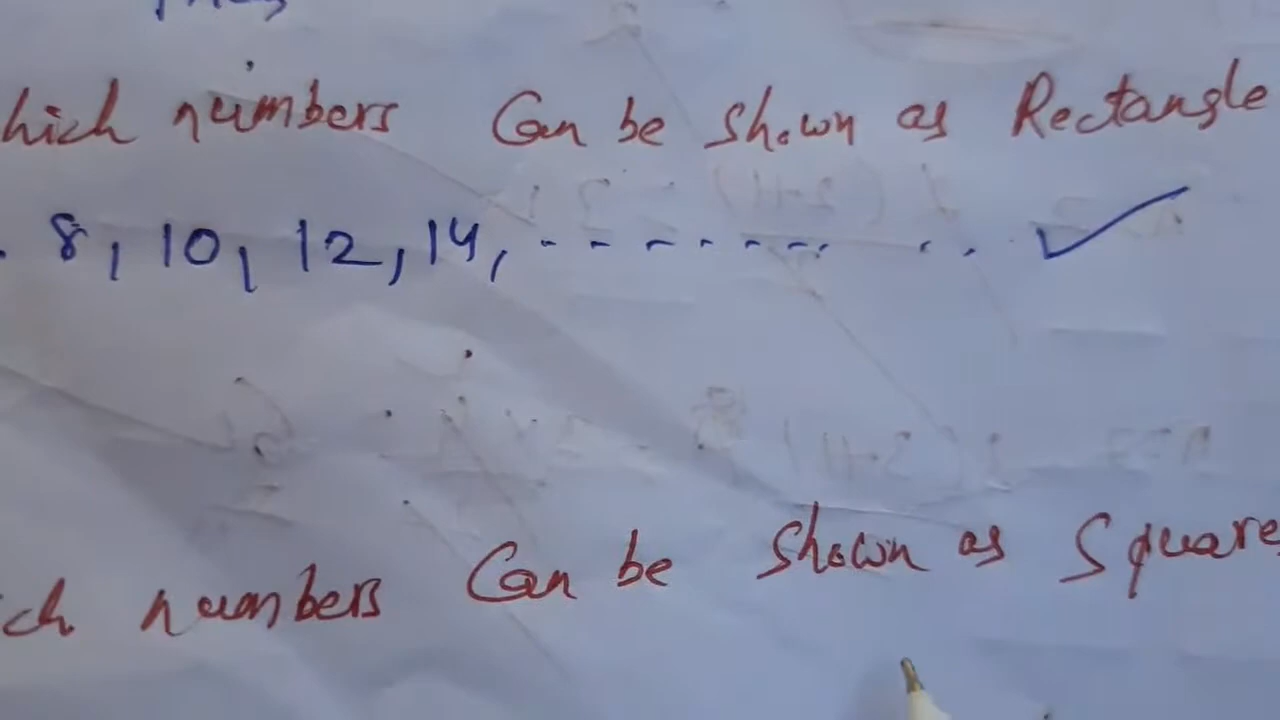 hich numbers Can be shown as Rectangle
. 8, 10, 12, 14, - - - - - - - . . .
ch numbers Can be shown as Square